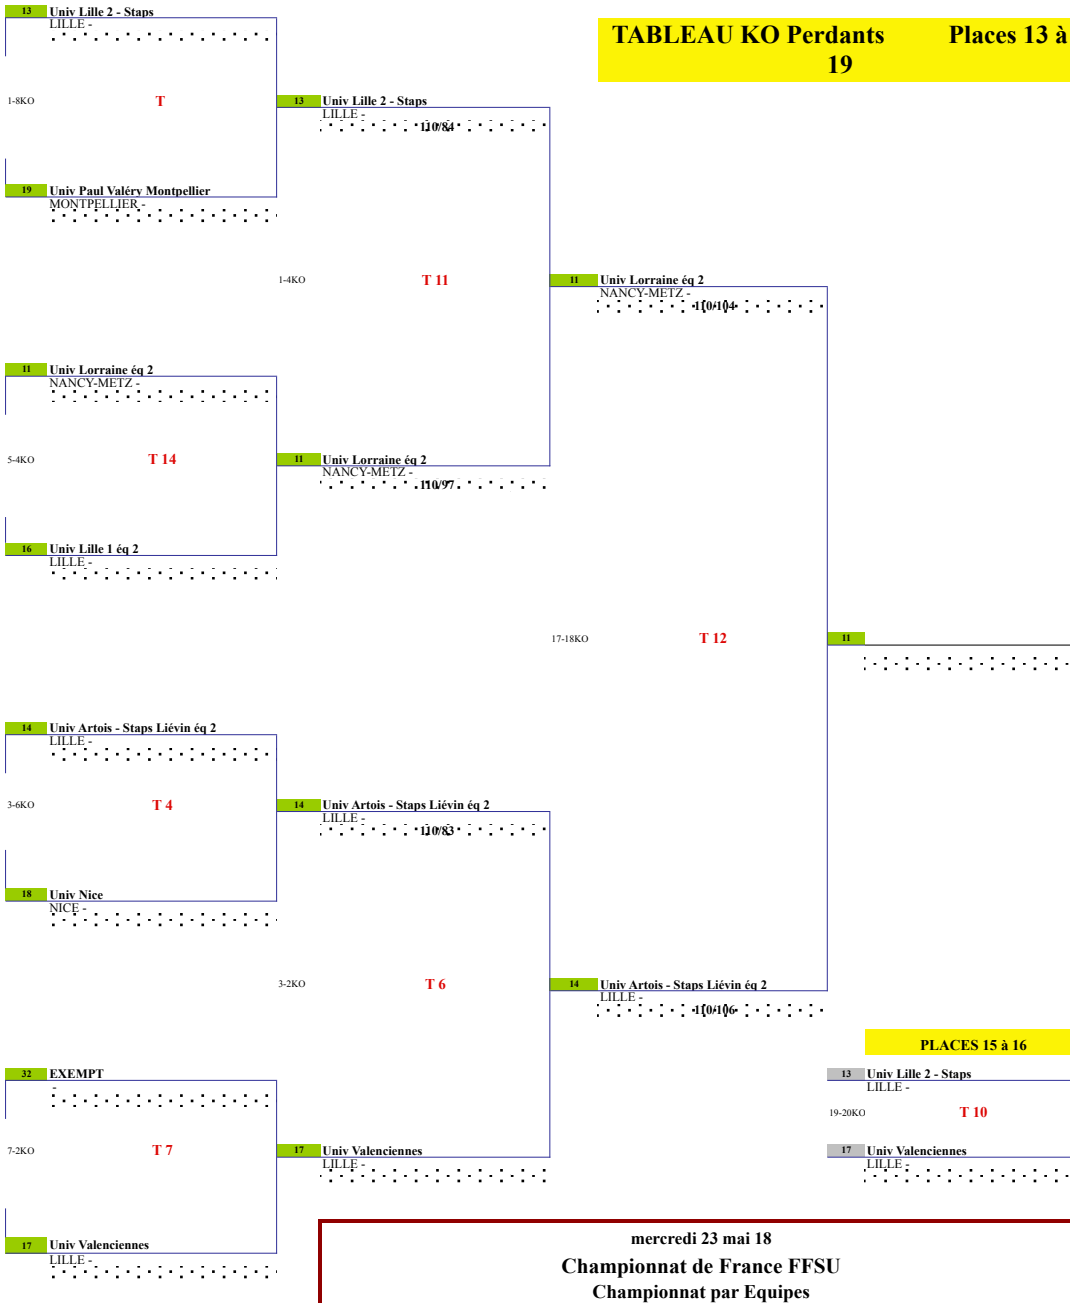 TABLEAU KO Perdants Places 13 à
19
13 Univ Lille 2 - Staps
LILLE -
1-8KO T
19 Univ Paul Valéry Montpellier
MONTPELLIER -
13 Univ Lille 2 - Staps
LILLE -
110/84
1-4KO T 11
11 Univ Lorraine éq 2
NANCY-METZ -
110/104
11 Univ Lorraine éq 2
NANCY-METZ -
5-4KO T 14
11 Univ Lorraine éq 2
NANCY-METZ -
110/97
16 Univ Lille 1 éq 2
LILLE -
17-18KO T 12
11
14 Univ Artois - Staps Liévin éq 2
LILLE -
3-6KO T 4
14 Univ Artois - Staps Liévin éq 2
LILLE -
110/83
18 Univ Nice
NICE -
3-2KO T 6
14 Univ Artois - Staps Liévin éq 2
LILLE -
110/106
PLACES 15 à 16
32 EXEMPT
-
13 Univ Lille 2 - Staps
LILLE -
19-20KO T 10
7-2KO T 7
17 Univ Valenciennes
LILLE -
17 Univ Valenciennes
LILLE -
17 Univ Valenciennes
LILLE -
mercredi 23 mai 18
Championnat de France FFSU
Championnat par Equipes